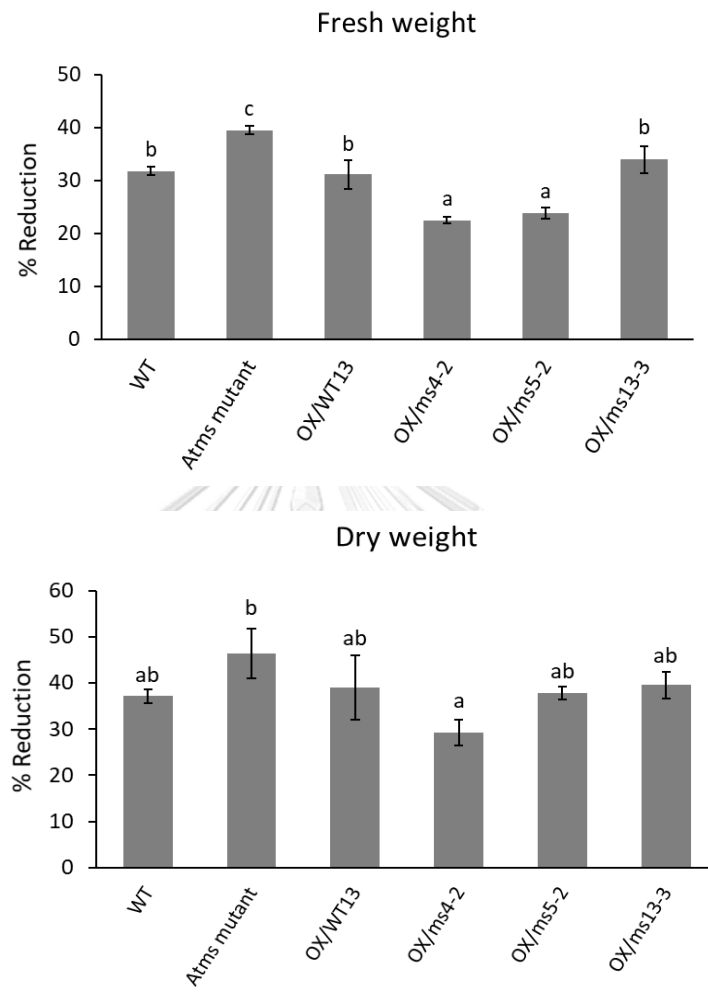 Fresh weight
50
40
30
20
10
0
% Reduction
b
c
b
a
a
b
WT
Atms mutant
OX/WT13
OX/ms4-2
OX/ms5-2
OX/ms13-3
Dry weight
60
50
40
30
20
10
0
% Reduction
ab
b
ab
a
ab
ab
WT
Atms mutant
OX/WT13
OX/ms4-2
OX/ms5-2
OX/ms13-3